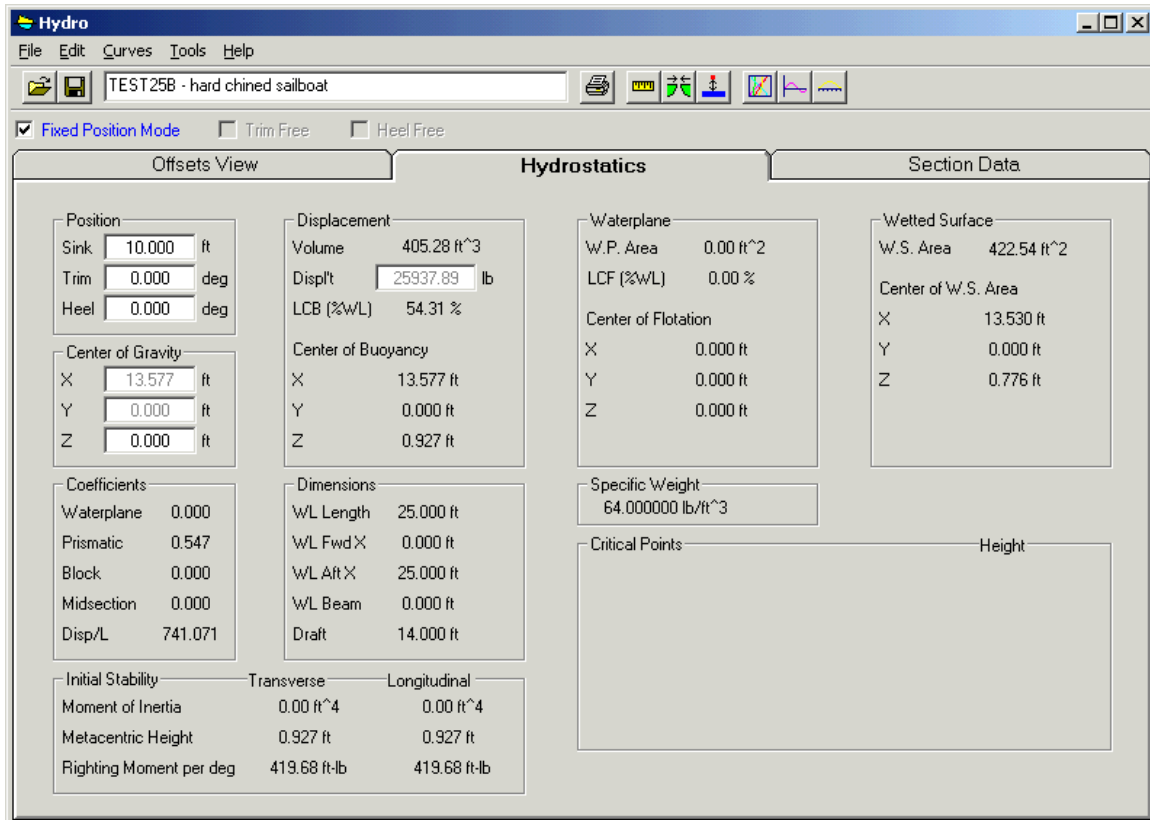 Hydro
File Edit Curves Tools Help
TEST25B - hard chined sailboat
Fixed Position Mode Trim Free Heel Free
Offsets View Hydrostatics Section Data
Position
Sink 10.000 ft
Trim 0.000 deg
Heel 0.000 deg
Center of Gravity
X 13.577 ft
Y 0.000 ft
Z 0.000 ft
Coefficients
Waterplane 0.000
Prismatic 0.547
Block 0.000
Midsection 0.000
Disp/L 741.071
Displacement
Volume 405.28 ft^3
Displ't 25937.89 lb
LCB (%WL) 54.31 %
Center of Buoyancy
X 13.577 ft
Y 0.000 ft
Z 0.927 ft
Dimensions
WL Length 25.000 ft
WL Fwd X 0.000 ft
WL Aft X 25.000 ft
WL Beam 0.000 ft
Draft 14.000 ft
Initial Stability Transverse Longitudinal
Moment of Inertia 0.00 ft^4 0.00 ft^4
Metacentric Height 0.927 ft 0.927 ft
Righting Moment per deg 419.68 ft-lb 419.68 ft-lb
Waterplane
W.P. Area 0.00 ft^2
LCF (%WL) 0.00 %
Center of Flotation
X 0.000 ft
Y 0.000 ft
Z 0.000 ft
Wetted Surface
W.S. Area 422.54 ft^2
Center of W.S. Area
X 13.530 ft
Y 0.000 ft
Z 0.776 ft
Specific Weight
64.000000 lb/ft^3
Critical Points Height